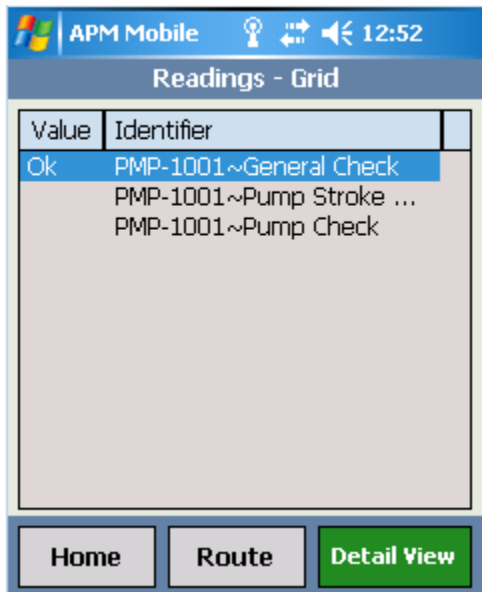 APM Mobile 12:52
Readings - Grid
Value Identifier
Ok PMP-1001~General Check
PMP-1001~Pump Stroke ...
PMP-1001~Pump Check
Home Route Detail View